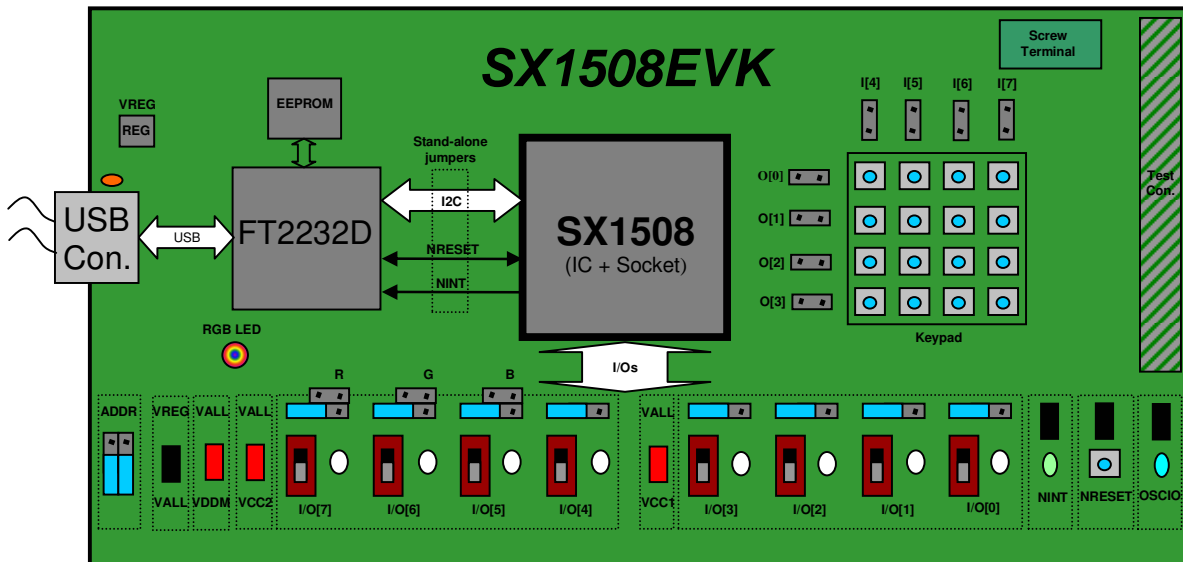 SX1508EVK
Screw
Terminal
I[4] I[5] I[6] I[7]
VREG
REG
EEPROM
Stand-alone
jumpers
O[0]
O[1]
O[2]
O[3]
Keypad
Test
Con.
USB
Con.
USB
FT2232D
I2C
NRESET
NINT
SX1508
(IC + Socket)
RGB LED
I/Os
R G B
ADDR VREG VALL VALL VALL
VALL VDDM VCC2 I/O[7] I/O[6] I/O[5] I/O[4] VCC1 I/O[3] I/O[2] I/O[1] I/O[0] NINT NRESET OSCIO